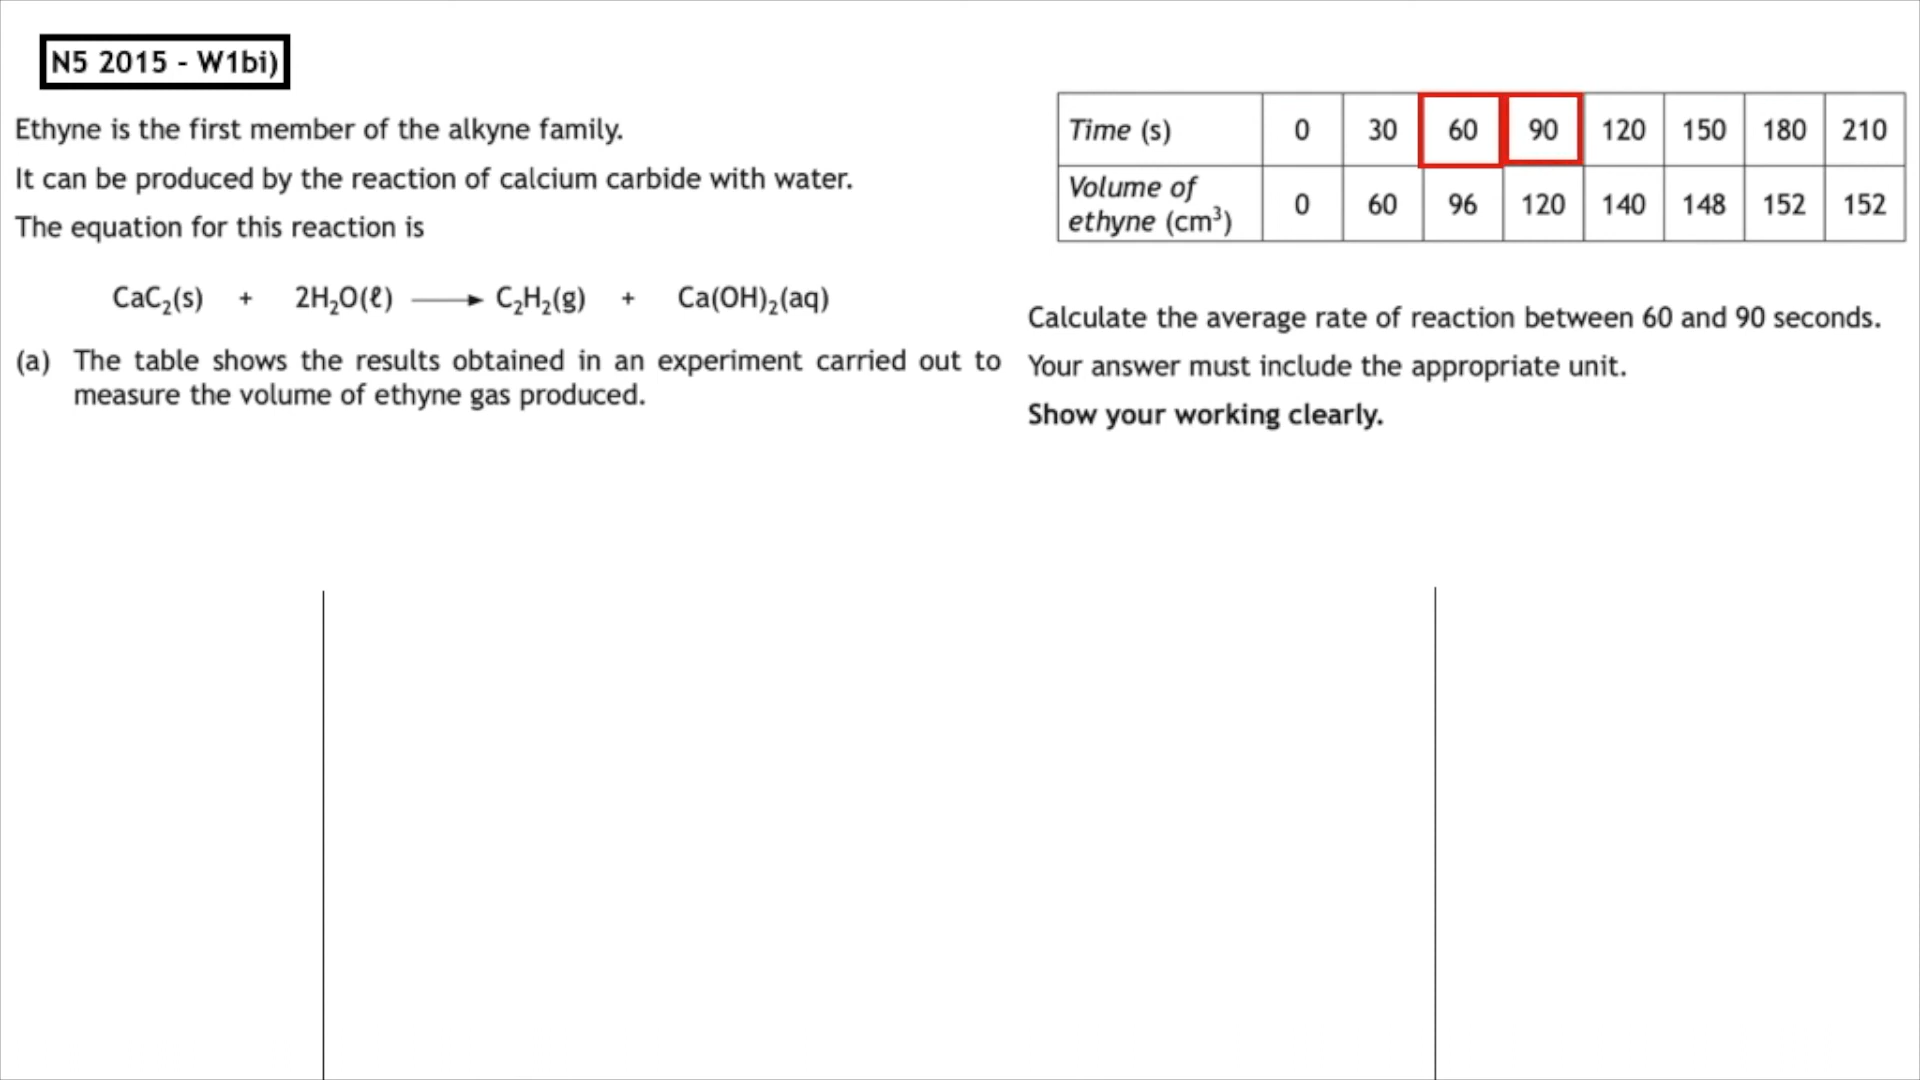 N5 2015 - W1bi)
Ethyne is the first member of the alkyne family.
It can be produced by the reaction of calcium carbide with water.
The equation for this reaction is
CaC₂(s) + 2H₂O(ℓ) ⟶ C₂H₂(g) + Ca(OH)₂(aq)
(a) The table shows the results obtained in an experiment carried out to
measure the volume of ethyne gas produced.
Time (s) 0 30 60 90 120 150 180 210
Volume of
ethyne (cm³) 0 60 96 120 140 148 152 152
Calculate the average rate of reaction between 60 and 90 seconds.
Your answer must include the appropriate unit.
Show your working clearly.